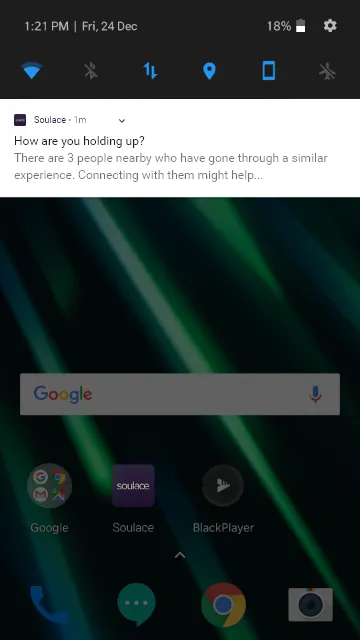 1:21 PM | Fri, 24 Dec 18%
Soulace • 1m
How are you holding up?
There are 3 people nearby who have gone through a similar
experience. Connecting with them might help...
Google
soulace
Google Soulace BlackPlayer